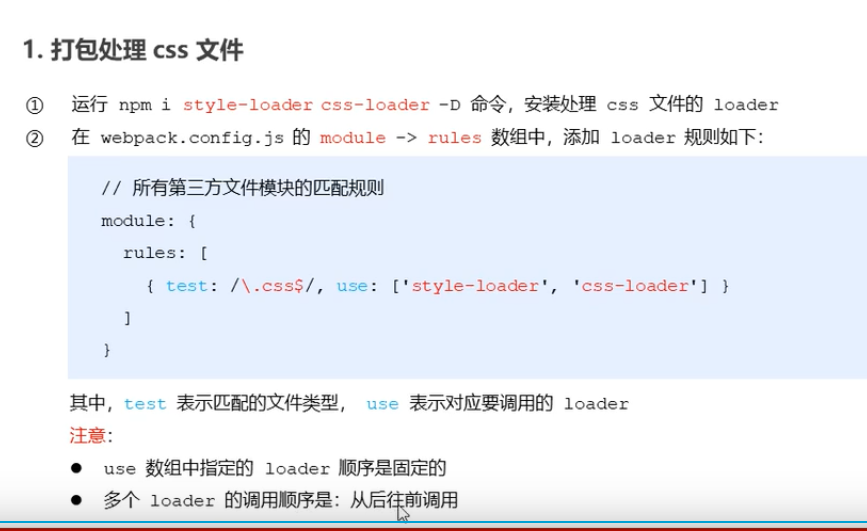 1. 打包处理 css 文件
① 运行 npm i style-loader css-loader -D 命令，安装处理 css 文件的 loader
② 在 webpack.config.js 的 module -> rules 数组中，添加 loader 规则如下：
// 所有第三方文件模块的匹配规则
module: {
rules: [
{ test: /\.css$/, use: ['style-loader', 'css-loader'] }
]
}
其中，test 表示匹配的文件类型， use 表示对应要调用的 loader
注意：
● use 数组中指定的 loader 顺序是固定的
● 多个 loader 的调用顺序是：从后往前调用